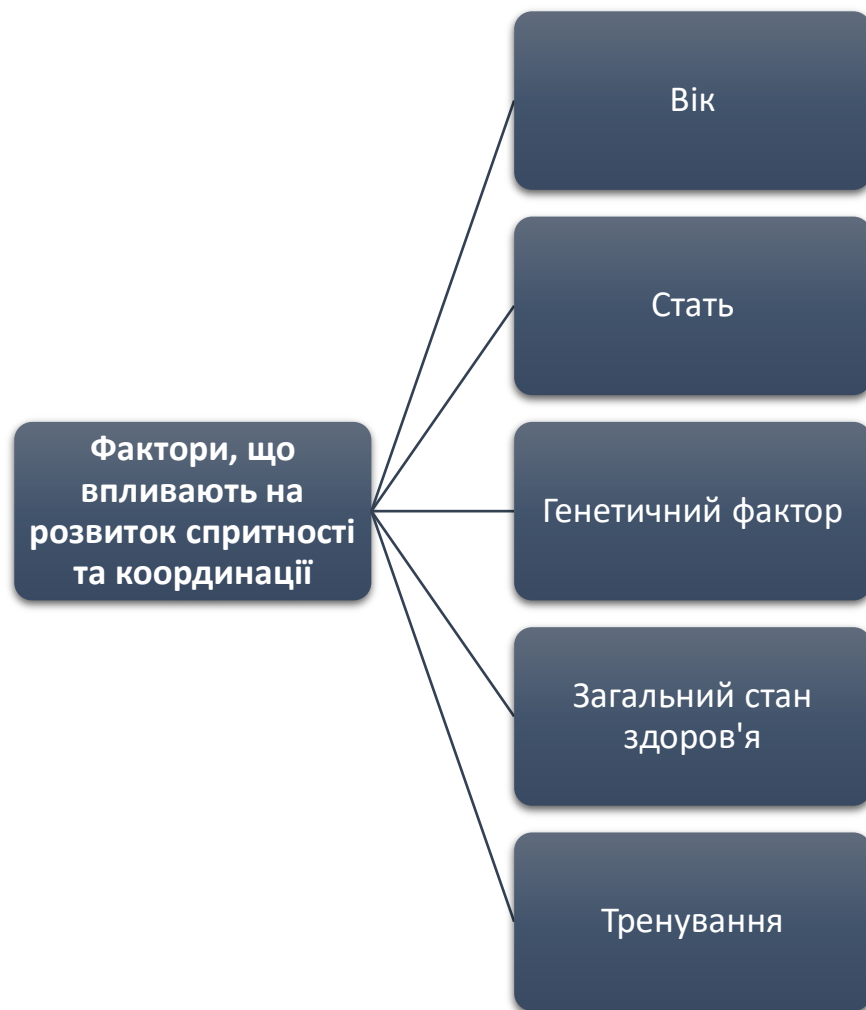 Вік
Стать
Фактори, що
впливають на
розвиток спритності
та координації
Генетичний фактор
Загальний стан
здоров'я
Тренування